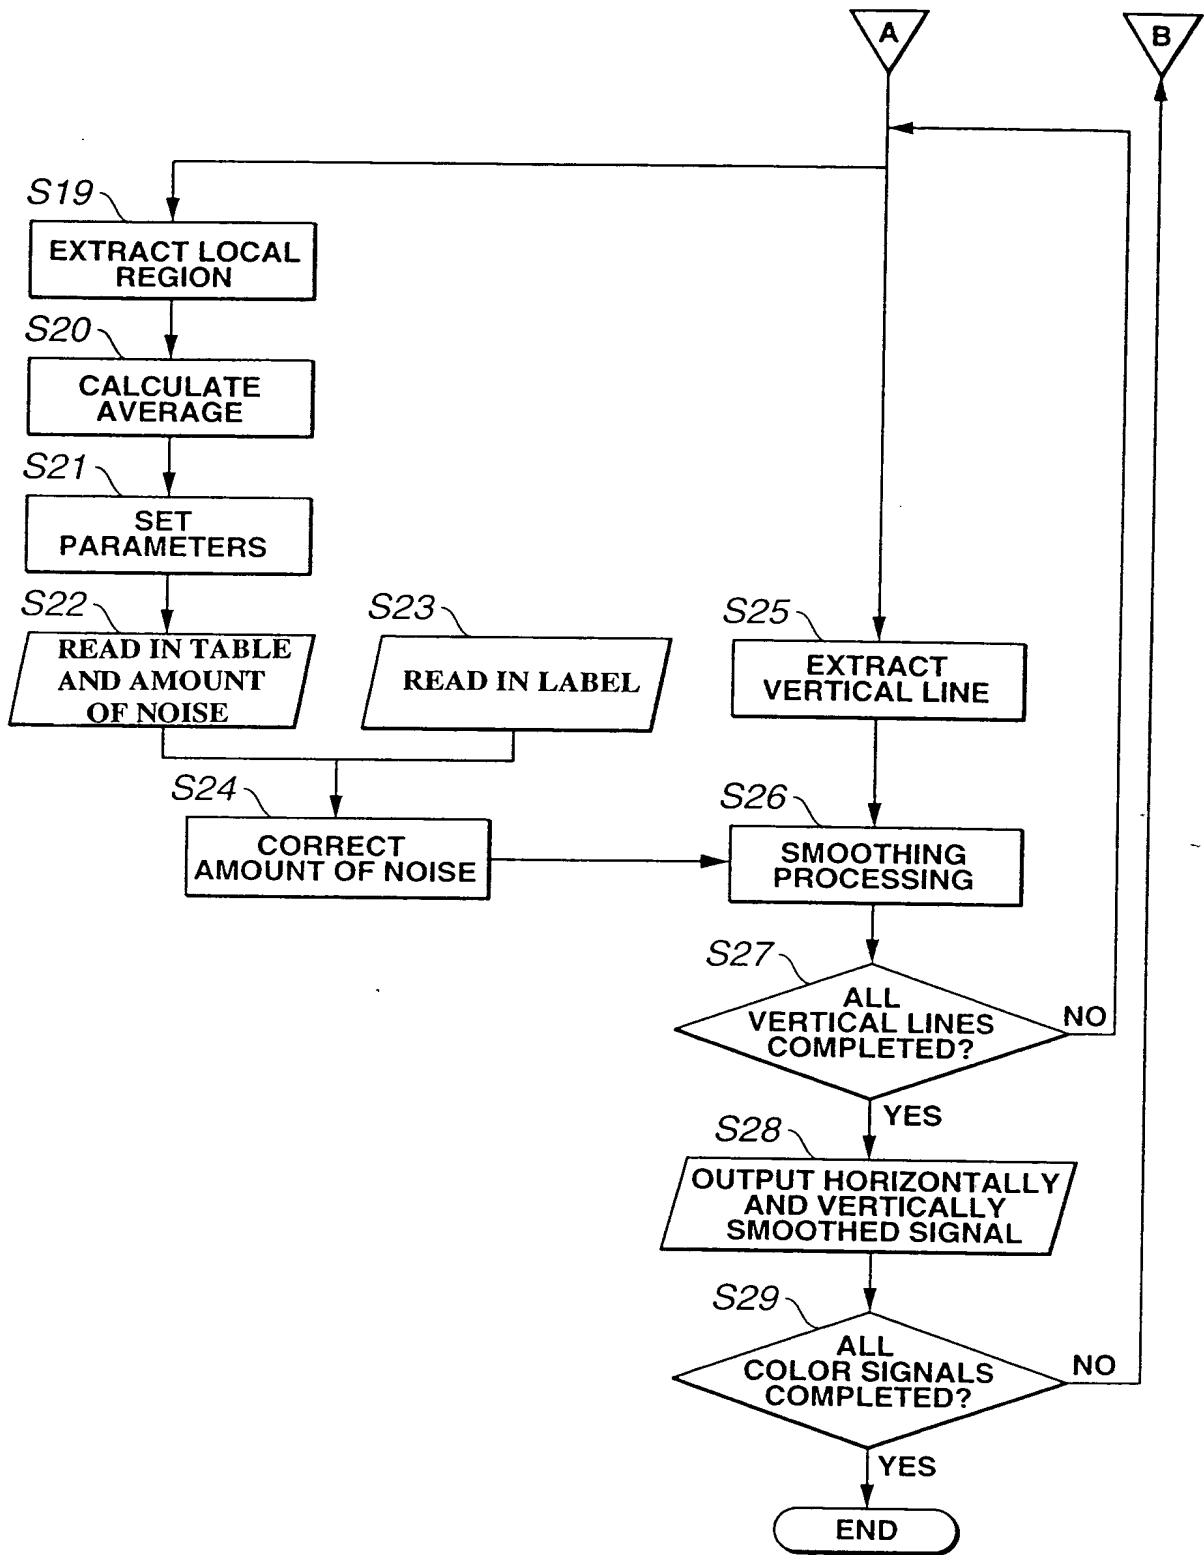 A
B
S19
EXTRACT LOCAL
REGION
S20
CALCULATE
AVERAGE
S21
SET
PARAMETERS
S22
READ IN TABLE
AND AMOUNT
OF NOISE
S23
READ IN LABEL
S24
CORRECT
AMOUNT OF NOISE
S25
EXTRACT
VERTICAL LINE
S26
SMOOTHING
PROCESSING
S27
ALL
VERTICAL LINES
COMPLETED?
NO
YES
S28
OUTPUT HORIZONTALLY
AND VERTICALLY
SMOOTHED SIGNAL
S29
ALL
COLOR SIGNALS
COMPLETED?
NO
YES
END